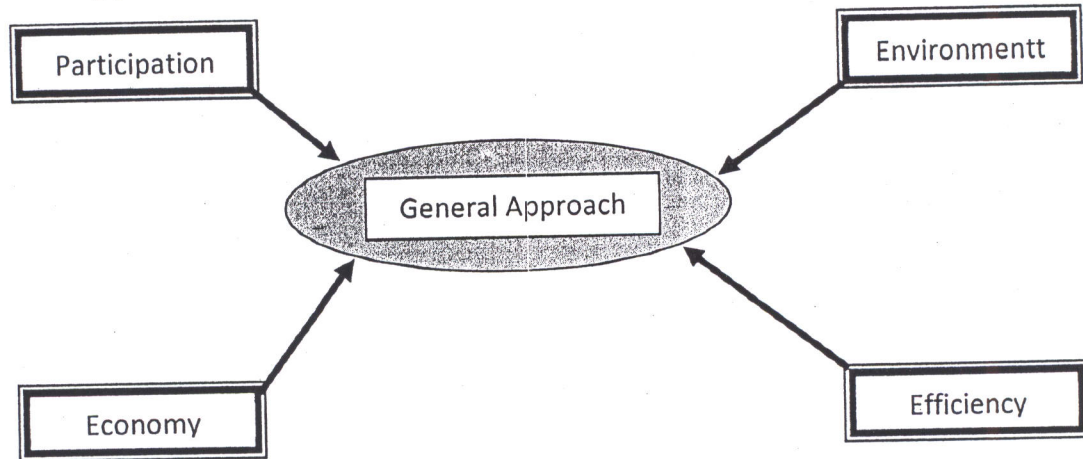 Participation
Environmentt
General Approach
Economy
Efficiency